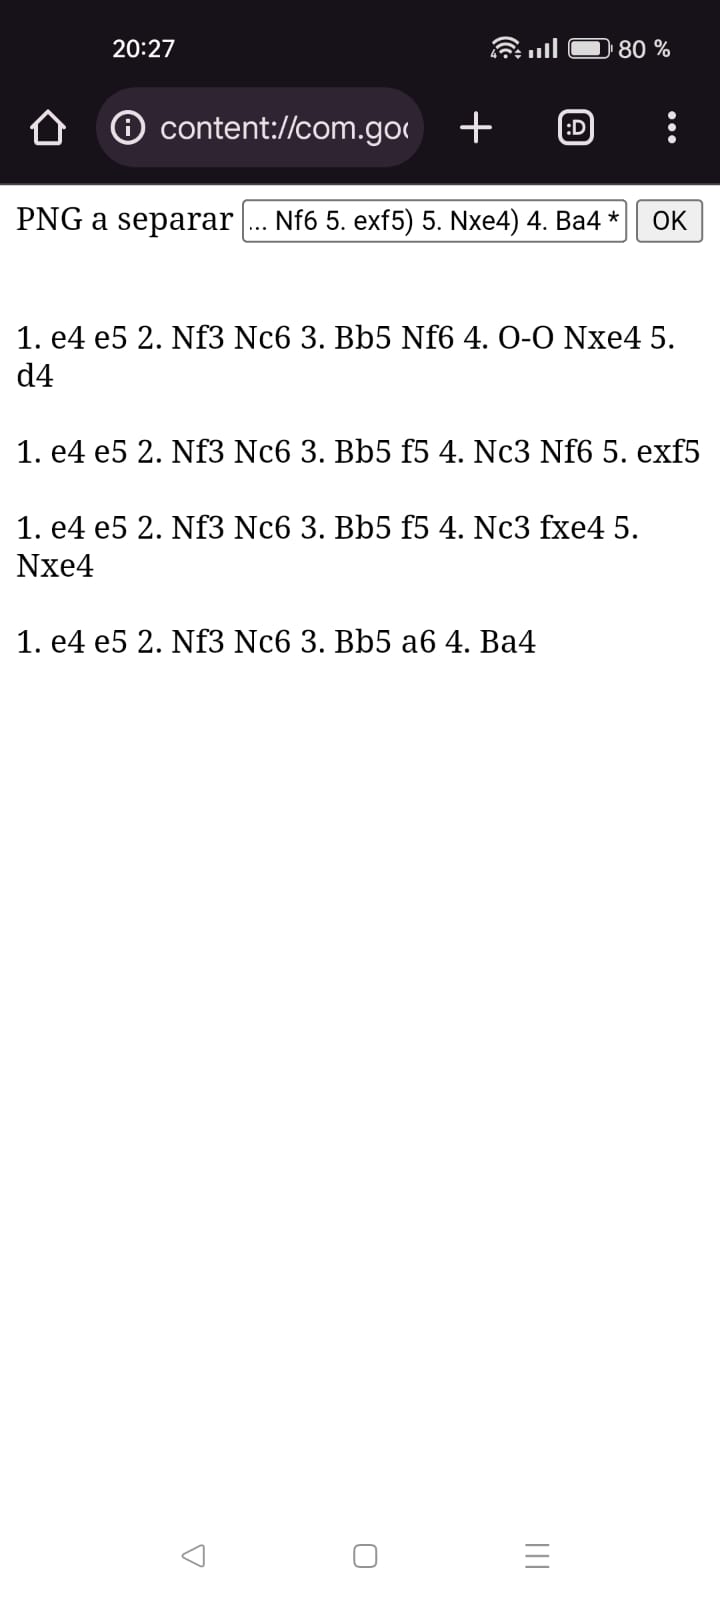 20:27
80 %
content://com.goo
:D
PNG a separar ... Nf6 5. exf5) 5. Nxe4) 4. Ba4 * OK
1. e4 e5 2. Nf3 Nc6 3. Bb5 Nf6 4. O-O Nxe4 5.
d4
1. e4 e5 2. Nf3 Nc6 3. Bb5 f5 4. Nc3 Nf6 5. exf5
1. e4 e5 2. Nf3 Nc6 3. Bb5 f5 4. Nc3 fxe4 5.
Nxe4
1. e4 e5 2. Nf3 Nc6 3. Bb5 a6 4. Ba4